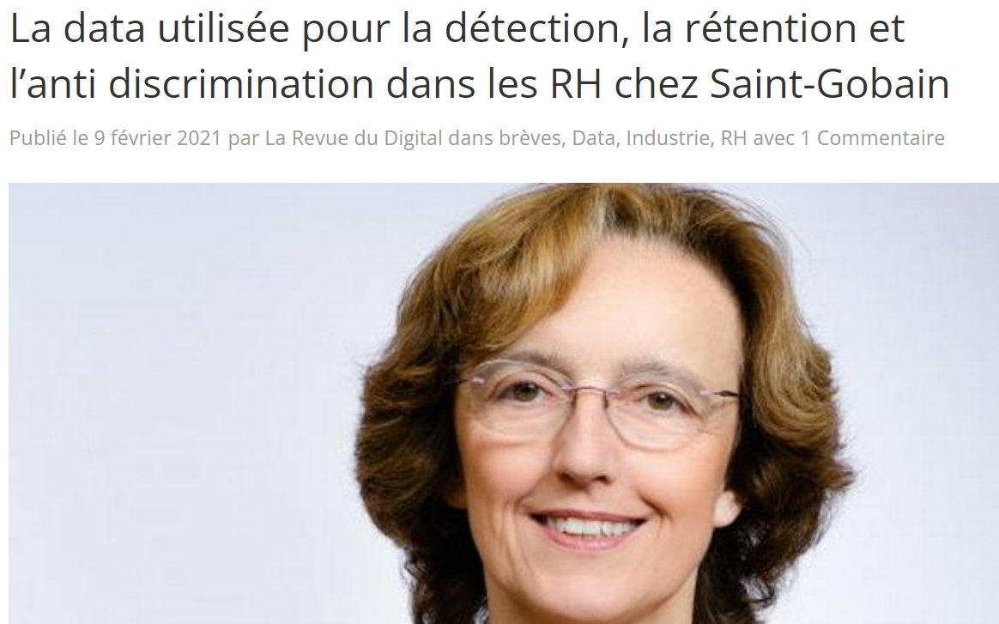 La data utilisée pour la détection, la rétention et
l’anti discrimination dans les RH chez Saint-Gobain
Publié le 9 février 2021 par La Revue du Digital dans brèves, Data, Industrie, RH avec 1 Commentaire